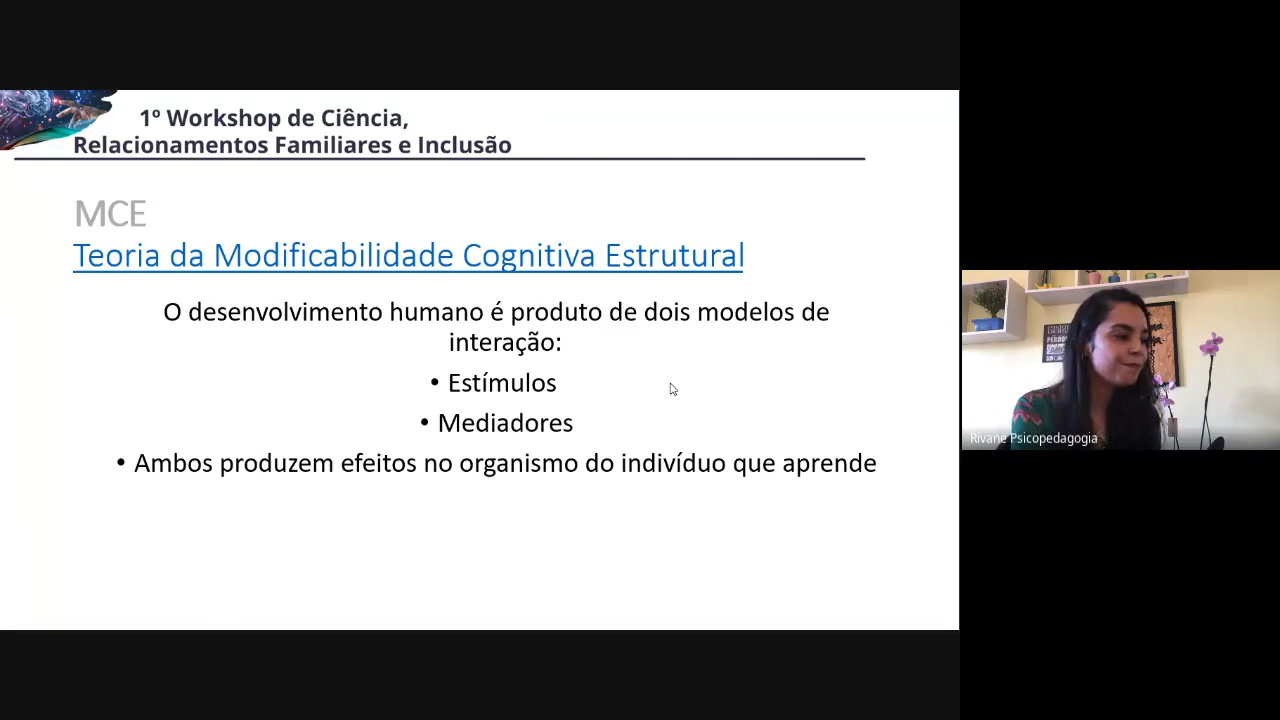 1º Workshop de Ciência,
Relacionamentos Familiares e Inclusão
MCE
Teoria da Modificabilidade Cognitiva Estrutural
O desenvolvimento humano é produto de dois modelos de
interação:
• Estímulos
• Mediadores
• Ambos produzem efeitos no organismo do indivíduo que aprende
Rivane Psicopedagogia